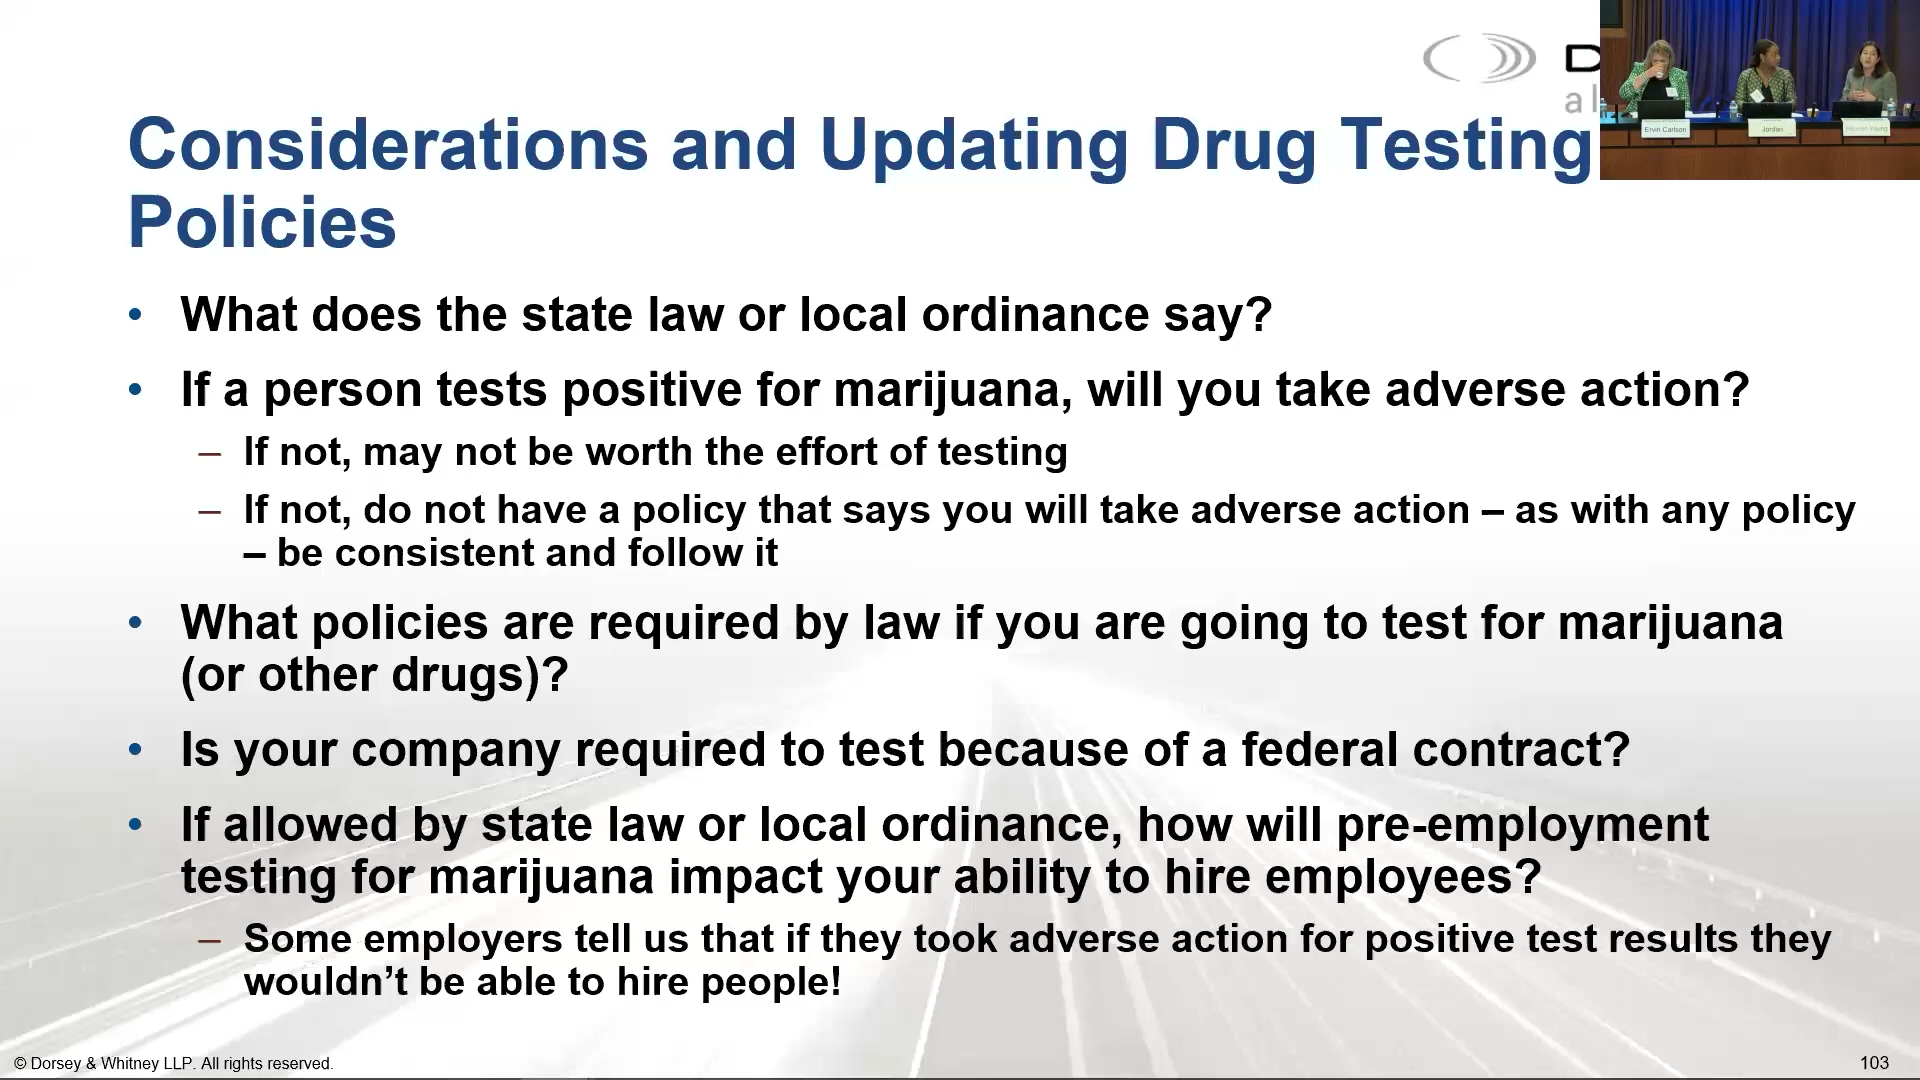 D
al
Considerations and Updating Drug Testing
Policies
Ervin Carlson
Jordan
Young
• What does the state law or local ordinance say?
• If a person tests positive for marijuana, will you take adverse action?
– If not, may not be worth the effort of testing
– If not, do not have a policy that says you will take adverse action – as with any policy
– be consistent and follow it
• What policies are required by law if you are going to test for marijuana
(or other drugs)?
• Is your company required to test because of a federal contract?
• If allowed by state law or local ordinance, how will pre-employment
testing for marijuana impact your ability to hire employees?
– Some employers tell us that if they took adverse action for positive test results they
wouldn’t be able to hire people!
© Dorsey & Whitney LLP. All rights reserved.
103